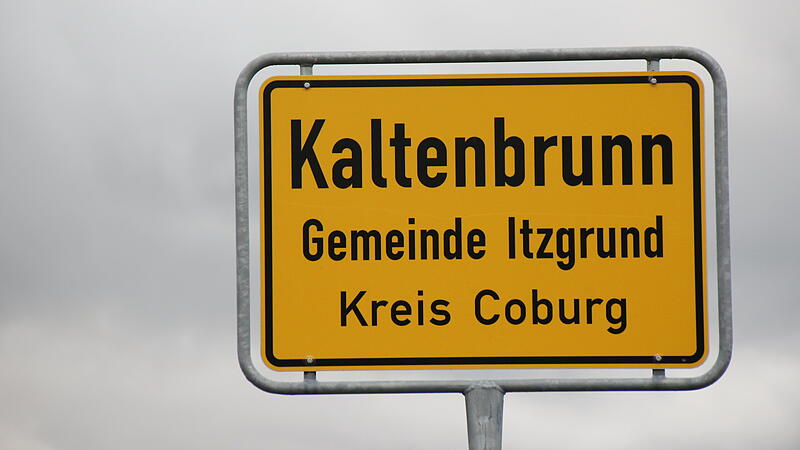 Kaltenbrunn
Gemeinde Itzgrund
Kreis Coburg